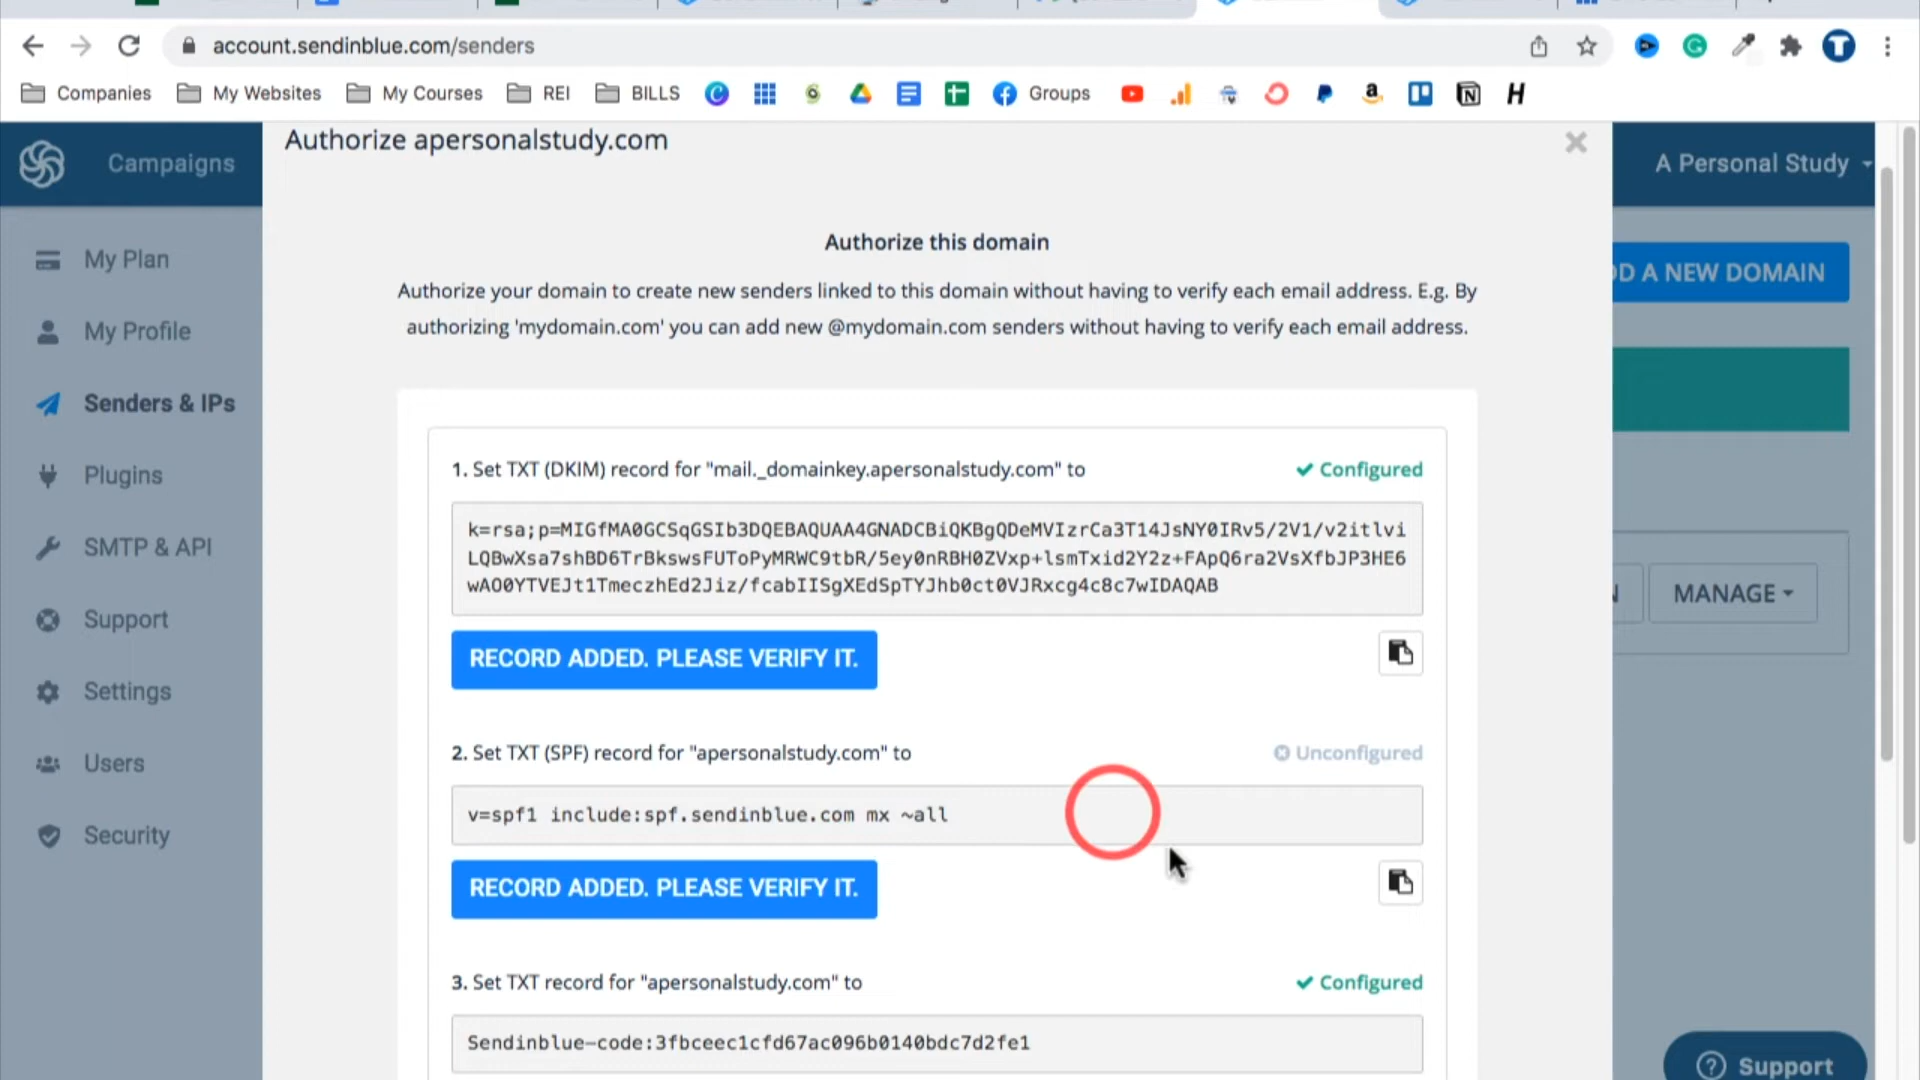 account.sendinblue.com/senders
Companies My Websites My Courses REI BILLS Groups
Authorize apersonalstudy.com
Campaigns
A Personal Study
Authorize this domain
Authorize your domain to create new senders linked to this domain without having to verify each email address. E.g. By
authorizing 'mydomain.com' you can add new @mydomain.com senders without having to verify each email address.
D A NEW DOMAIN
My Plan
My Profile
Senders & IPs
Plugins
SMTP & API
Support
Settings
Users
Security
1. Set TXT (DKIM) record for "mail._domainkey.apersonalstudy.com" to
Configured
k=rsa;p=MIGfMA0GCSqGSIb3DQEBAQUAA4GNADCBiQKBgQDeMVIzrCa3T14JsNY0IRv5/2V1/v2itlvi
LQBwXsa7shBD6TrBkswsFUToPyMRWC9tbR/5ey0nRBH0ZVxp+lsmTxid2Y2z+FApQ6ra2VsXfbJP3HE6
wAO0YTVEJt1TmeczhEd2Jiz/fcabIISgXEdSpTYJhb0ct0VJRxcg4c8c7wIDAQAB
RECORD ADDED. PLEASE VERIFY IT.
MANAGE
2. Set TXT (SPF) record for "apersonalstudy.com" to
Unconfigured
v=spf1 include:spf.sendinblue.com mx ~all
RECORD ADDED. PLEASE VERIFY IT.
3. Set TXT record for "apersonalstudy.com" to
Configured
Sendinblue-code:3fbceec1cfd67ac096b0140bdc7d2fe1
Support